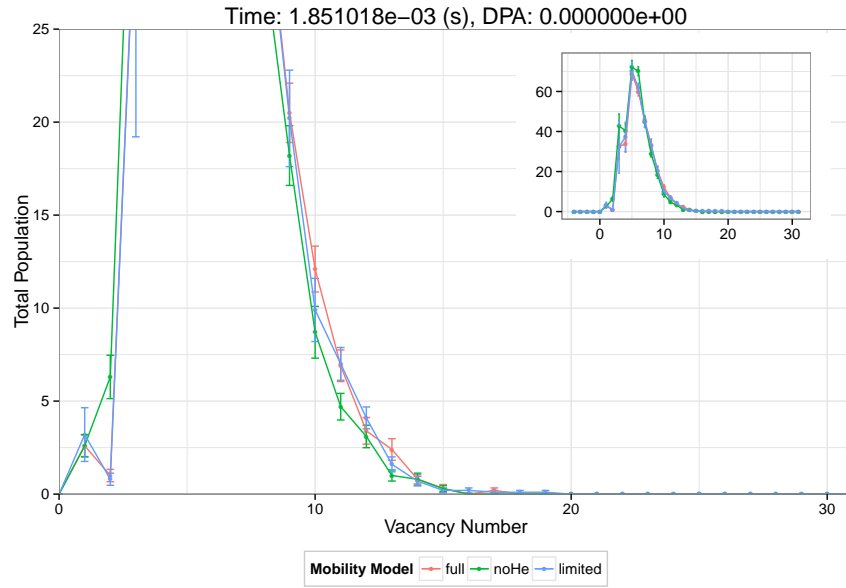 Time: 1.851018e−03 (s), DPA: 0.000000e+00
Total Population
25
20
15
10
5
0
0 10 20 30
Vacancy Number
60
40
20
0
0 10 20 30
Mobility Model full noHe limited